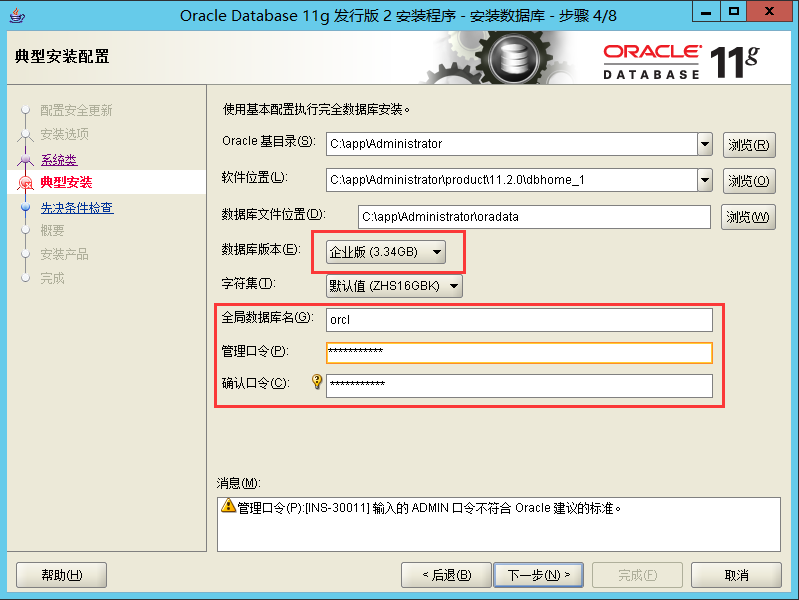 Oracle Database 11g 发行版 2 安装程序 - 安装数据库 - 步骤 4/8
典型安装配置
ORACLE
DATABASE
11g
配置安全更新
安装选项
系统类
典型安装
先决条件检查
概要
安装产品
完成
使用基本配置执行完全数据库安装。
Oracle 基目录(S): C:\app\Administrator 浏览(R)
软件位置(L): C:\app\Administrator\product\11.2.0\dbhome_1 浏览(O)
数据库文件位置(D): C:\app\Administrator\oradata 浏览(W)
数据库版本(E): 企业版 (3.34GB)
字符集(T): 默认值 (ZHS16GBK)
全局数据库名(G): orcl
管理口令(P): ***********
确认口令(C): ***********
消息(M):
管理口令(P):[INS-30011] 输入的 ADMIN 口令不符合 Oracle 建议的标准。
帮助(H) < 后退(B) 下一步(N) > 完成(F) 取消